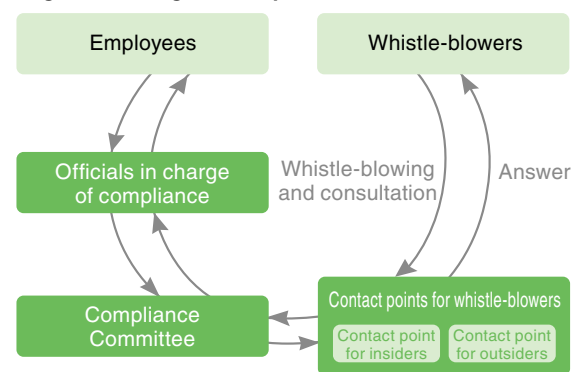 Employees
Whistle-blowers
Officials in charge
of compliance
Whistle-blowing
and consultation
Answer
Compliance
Committee
Contact points for whistle-blowers
Contact point
for insiders
Contact point
for outsiders